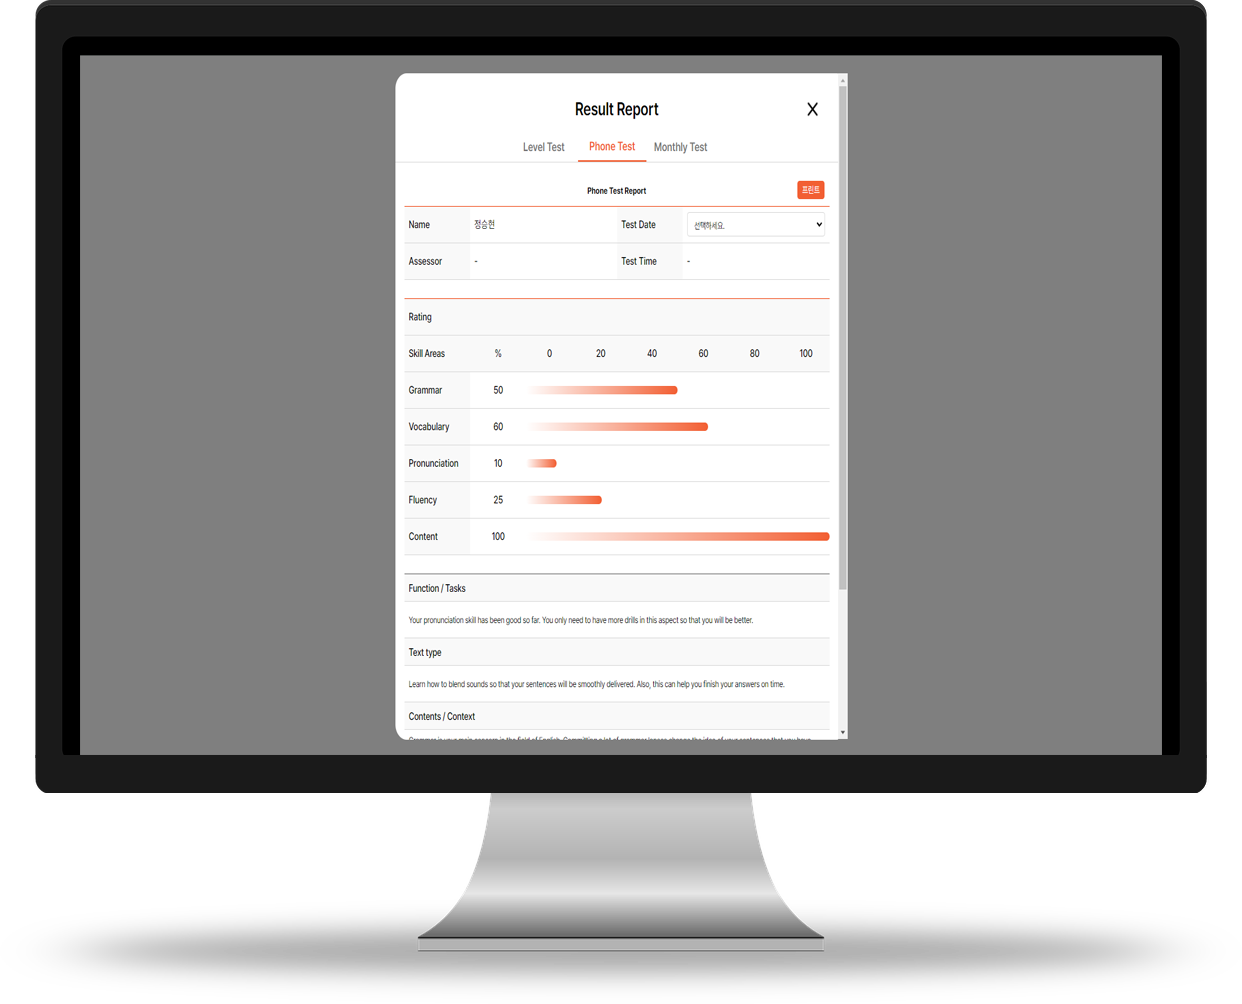 Result Report
X
Level Test Phone Test Monthly Test
Phone Test Report 프린트
Name 정승현 Test Date 선택하세요.
Assessor - Test Time -
Rating
Skill Areas % 0 20 40 60 80 100
Grammar 50
Vocabulary 60
Pronunciation 10
Fluency 25
Content 100
Function / Tasks
Your pronunciation skill has been good so far. You only need to have more drills in this aspect so that you will be better.
Text type
Learn how to blend sounds so that your sentences will be smoothly delivered. Also, this can help you finish your answers on time.
Contents / Context